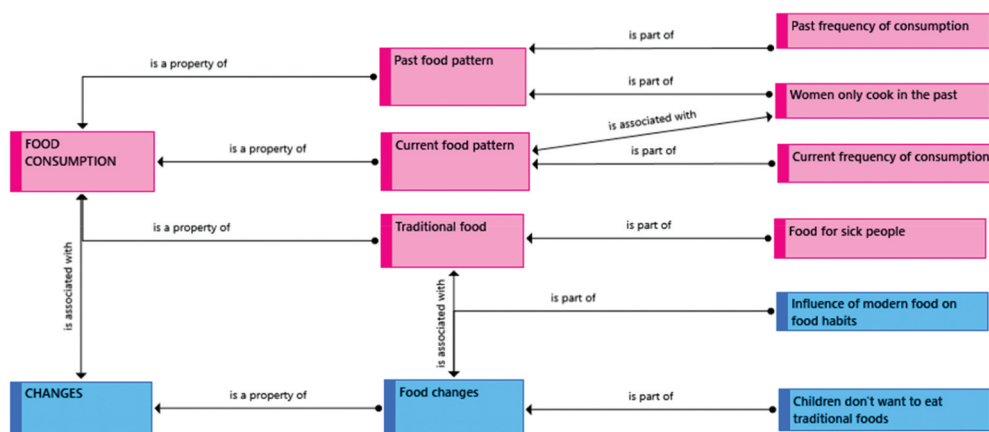 Past frequency of consumption
is part of
Past food pattern
is a property of
is part of
Women only cook in the past
is associated with
FOOD
CONSUMPTION
is a property of
Current food pattern
is part of
Current frequency of consumption
is a property of
Traditional food
is part of
Food for sick people
is associated with
is associated with
is part of
Influence of modern food on
food habits
CHANGES
is a property of
Food changes
is part of
Children don't want to eat
traditional foods